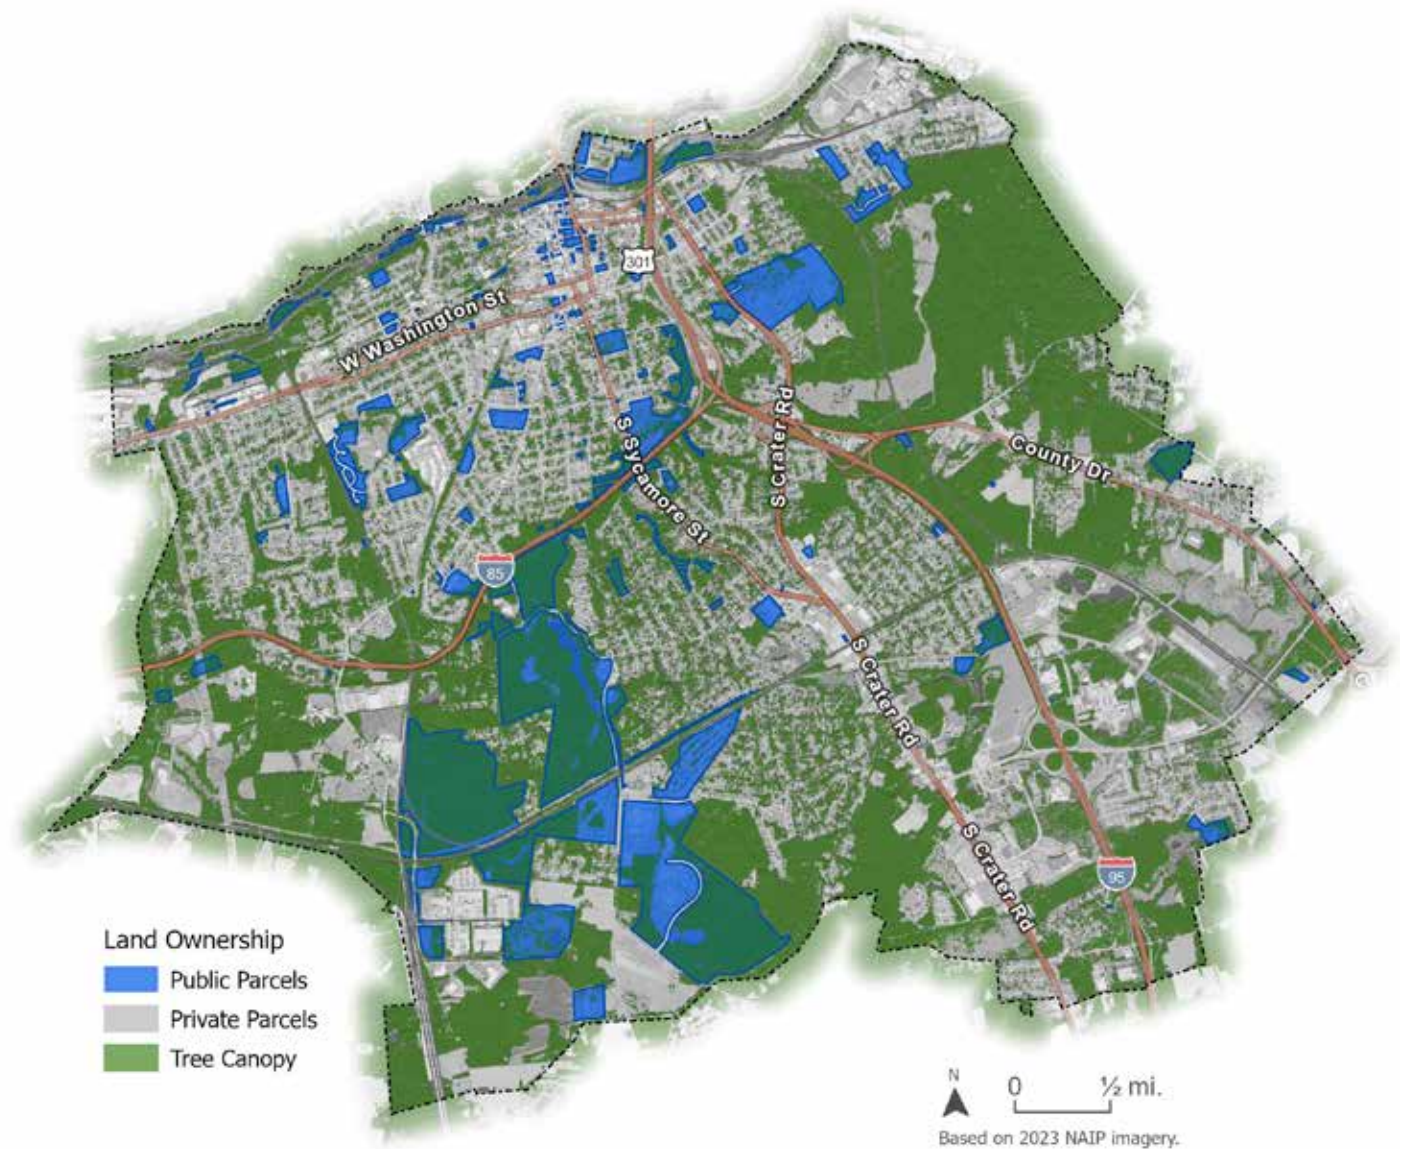 301
W Washington St
S Crater Rd
County Dr
S Sycamore St
85
S Crater Rd
S Crater Rd
95
Land Ownership
Public Parcels
Private Parcels
Tree Canopy
N
0 ½ mi.
Based on 2023 NAIP imagery.